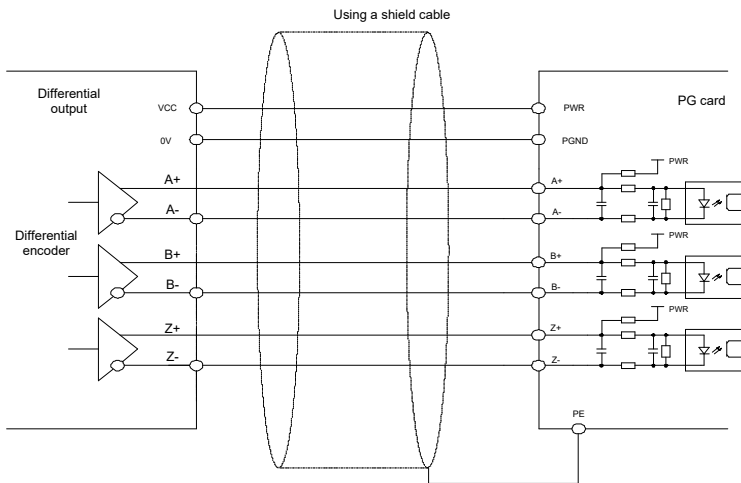 Using a shield cable
Differential
output
PG card
VCC
PWR
0V
PGND
PWR
A+
A+
A-
A-
Differential
encoder
PWR
B+
B+
B-
B-
PWR
Z+
Z+
Z-
Z-
PE